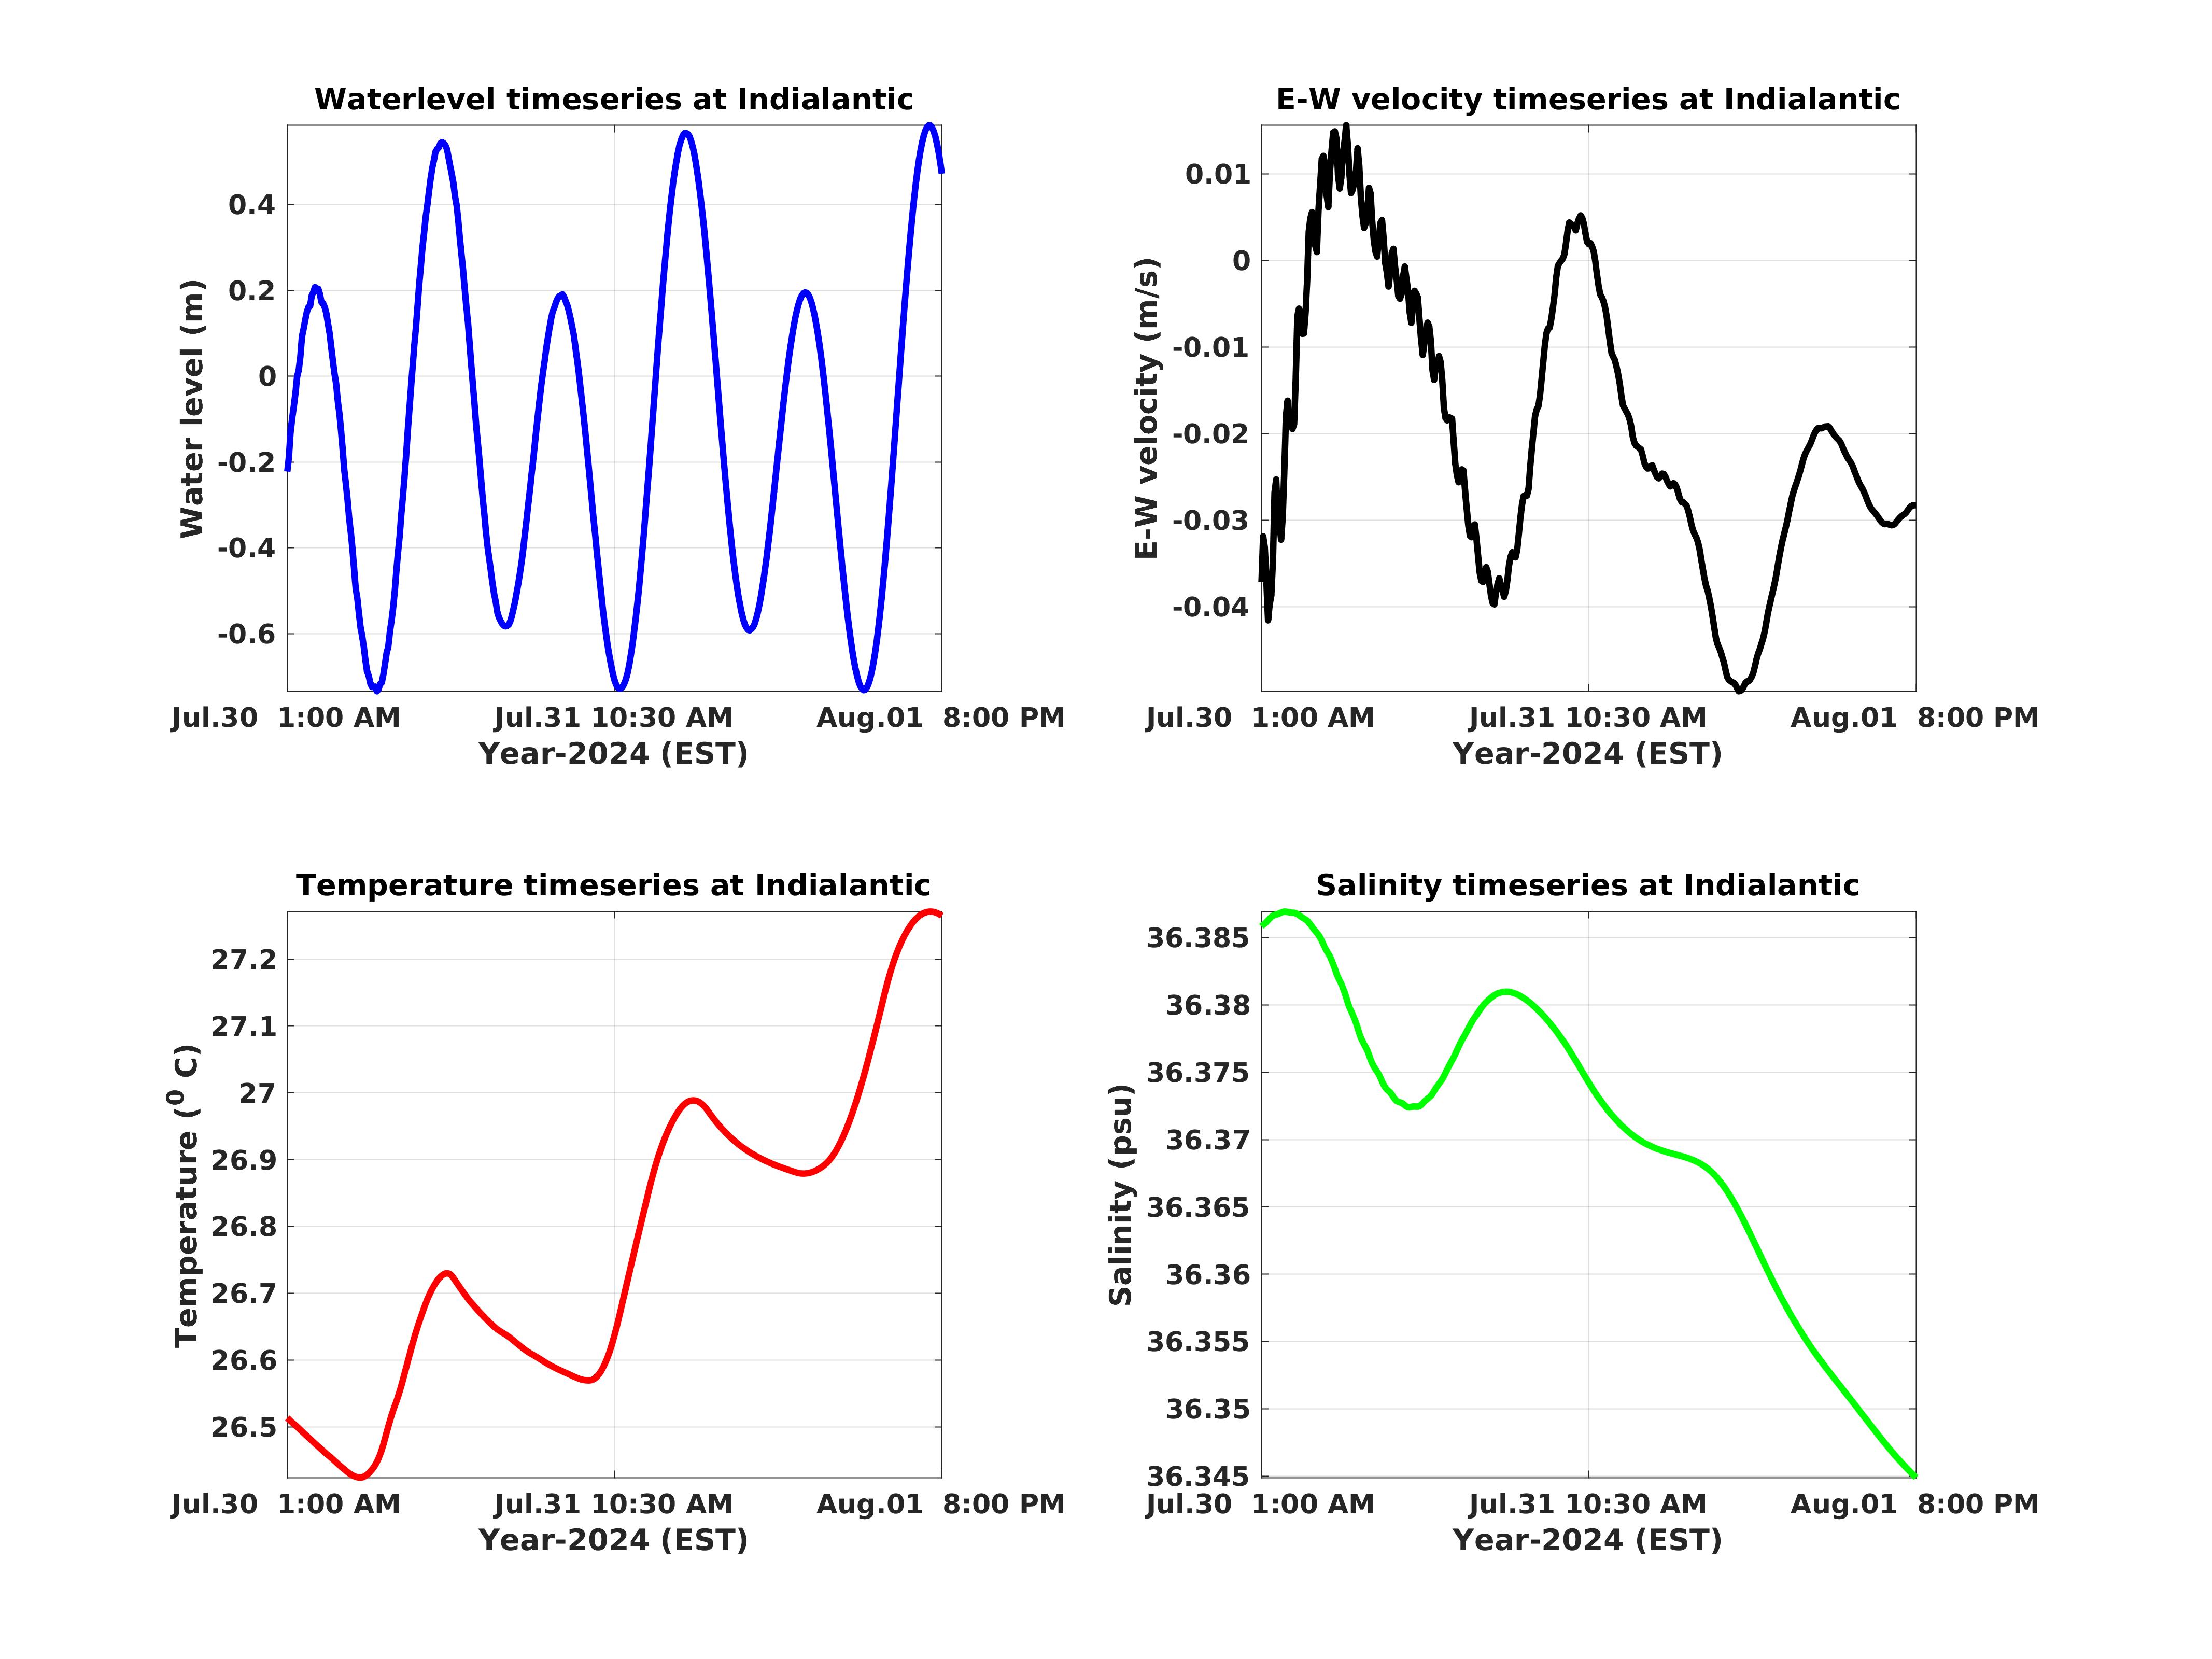 Waterlevel timeseries at Indialantic
Water level (m)
0.4
0.2
0
-0.2
-0.4
-0.6
Jul.30 1:00 AM
Jul.31 10:30 AM
Aug.01 8:00 PM
Year-2024 (EST)
E-W velocity timeseries at Indialantic
E-W velocity (m/s)
0.01
0
-0.01
-0.02
-0.03
-0.04
Jul.30 1:00 AM
Jul.31 10:30 AM
Aug.01 8:00 PM
Year-2024 (EST)
Temperature timeseries at Indialantic
Temperature (⁰ C)
27.2
27.1
27
26.9
26.8
26.7
26.6
26.5
Jul.30 1:00 AM
Jul.31 10:30 AM
Aug.01 8:00 PM
Year-2024 (EST)
Salinity timeseries at Indialantic
Salinity (psu)
36.385
36.38
36.375
36.37
36.365
36.36
36.355
36.35
36.345
Jul.30 1:00 AM
Jul.31 10:30 AM
Aug.01 8:00 PM
Year-2024 (EST)